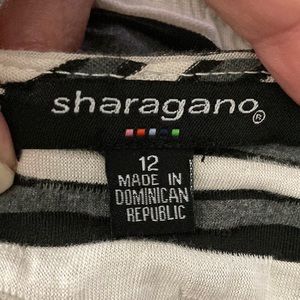 sharagano®
12
MADE IN
DOMINICAN
REPUBLIC